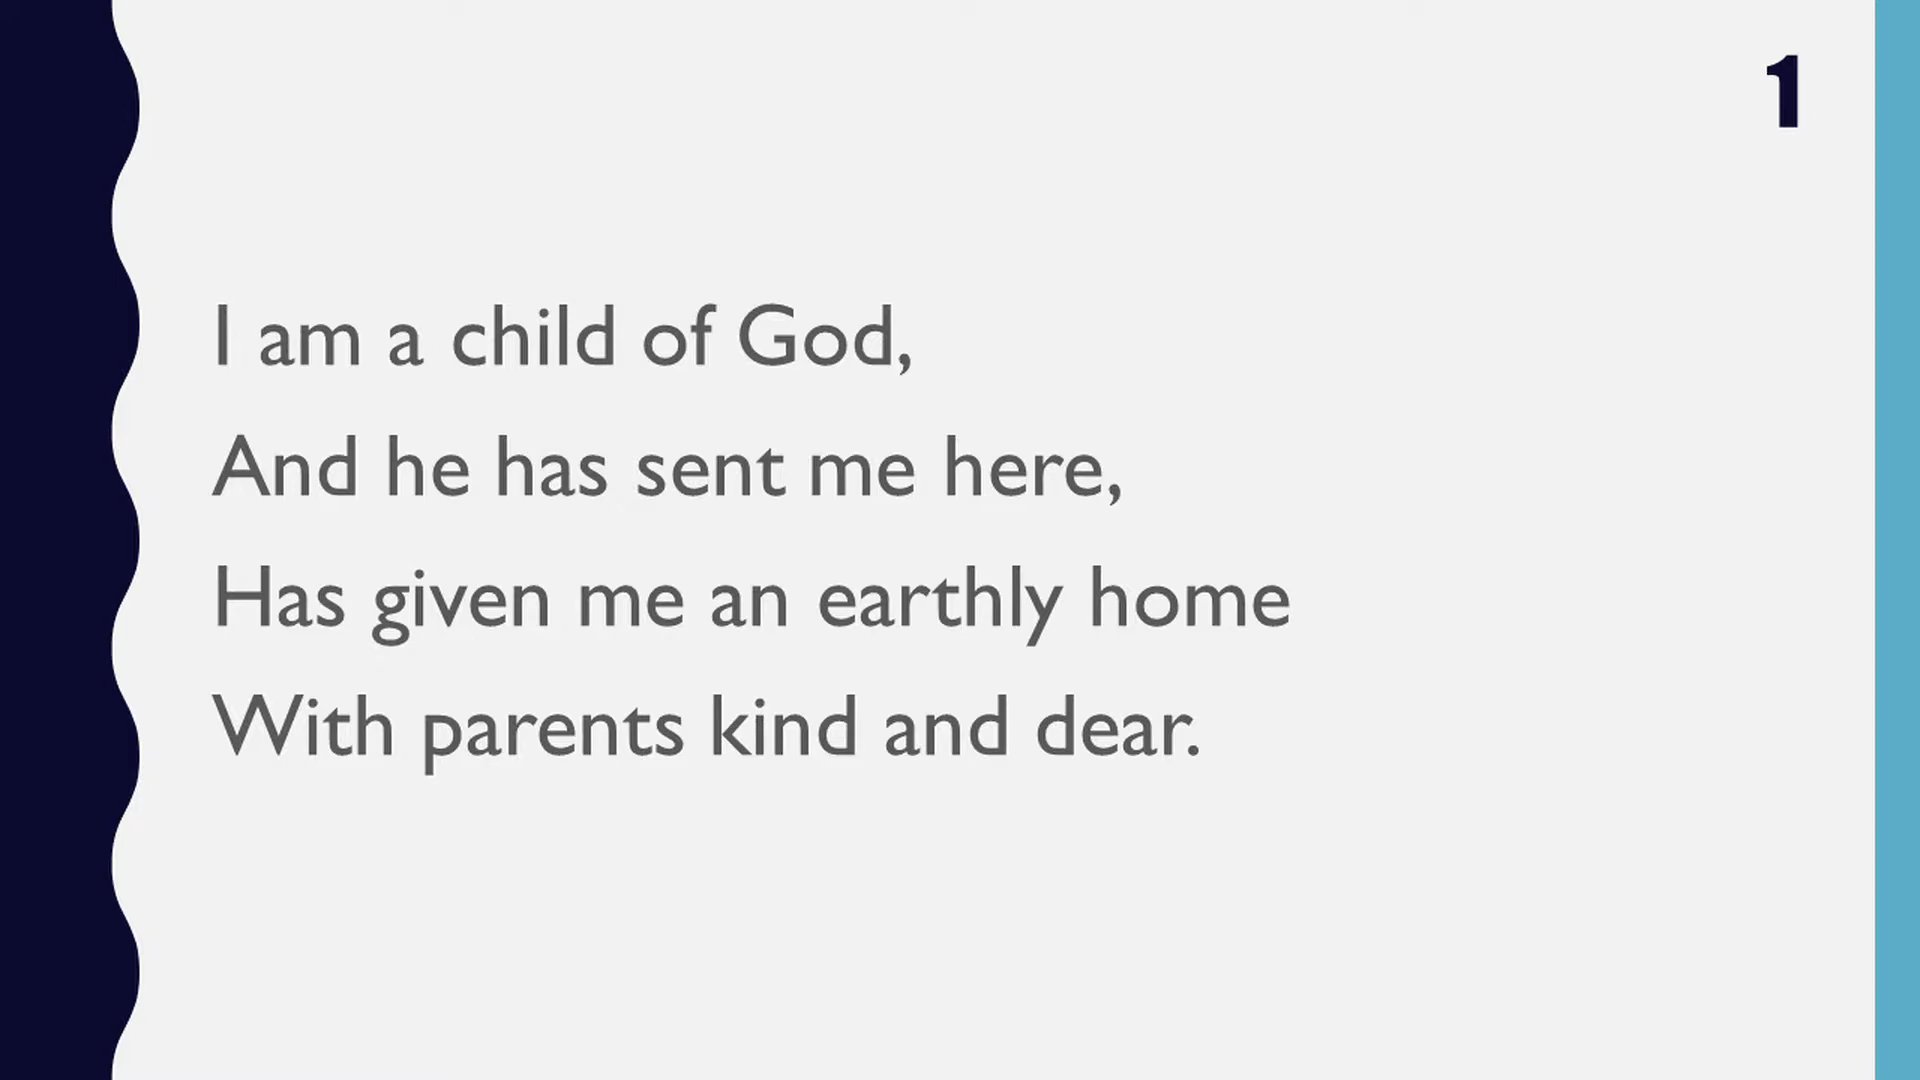 1
I am a child of God,
And he has sent me here,
Has given me an earthly home
With parents kind and dear.